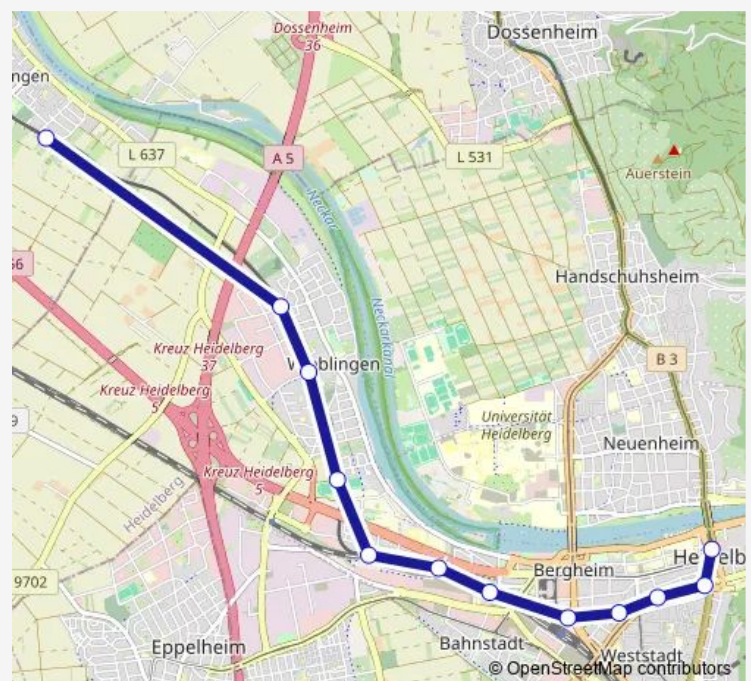 Dossenheim
36
Dossenheim
ngen
L 637
A 5
L 531
Auerstein
Neckar
Handschuhsheim
Neckarkanal
Kreuz Heidelberg
37
B 3
Kreuz Heidelberg
5
Universität
Heidelberg
Neuenheim
Kreuz Heidelberg
5
Heidelberg
9702
Bergheim
Eppelheim
Bahnstadt
Weststadt
© OpenStreetMap contributors